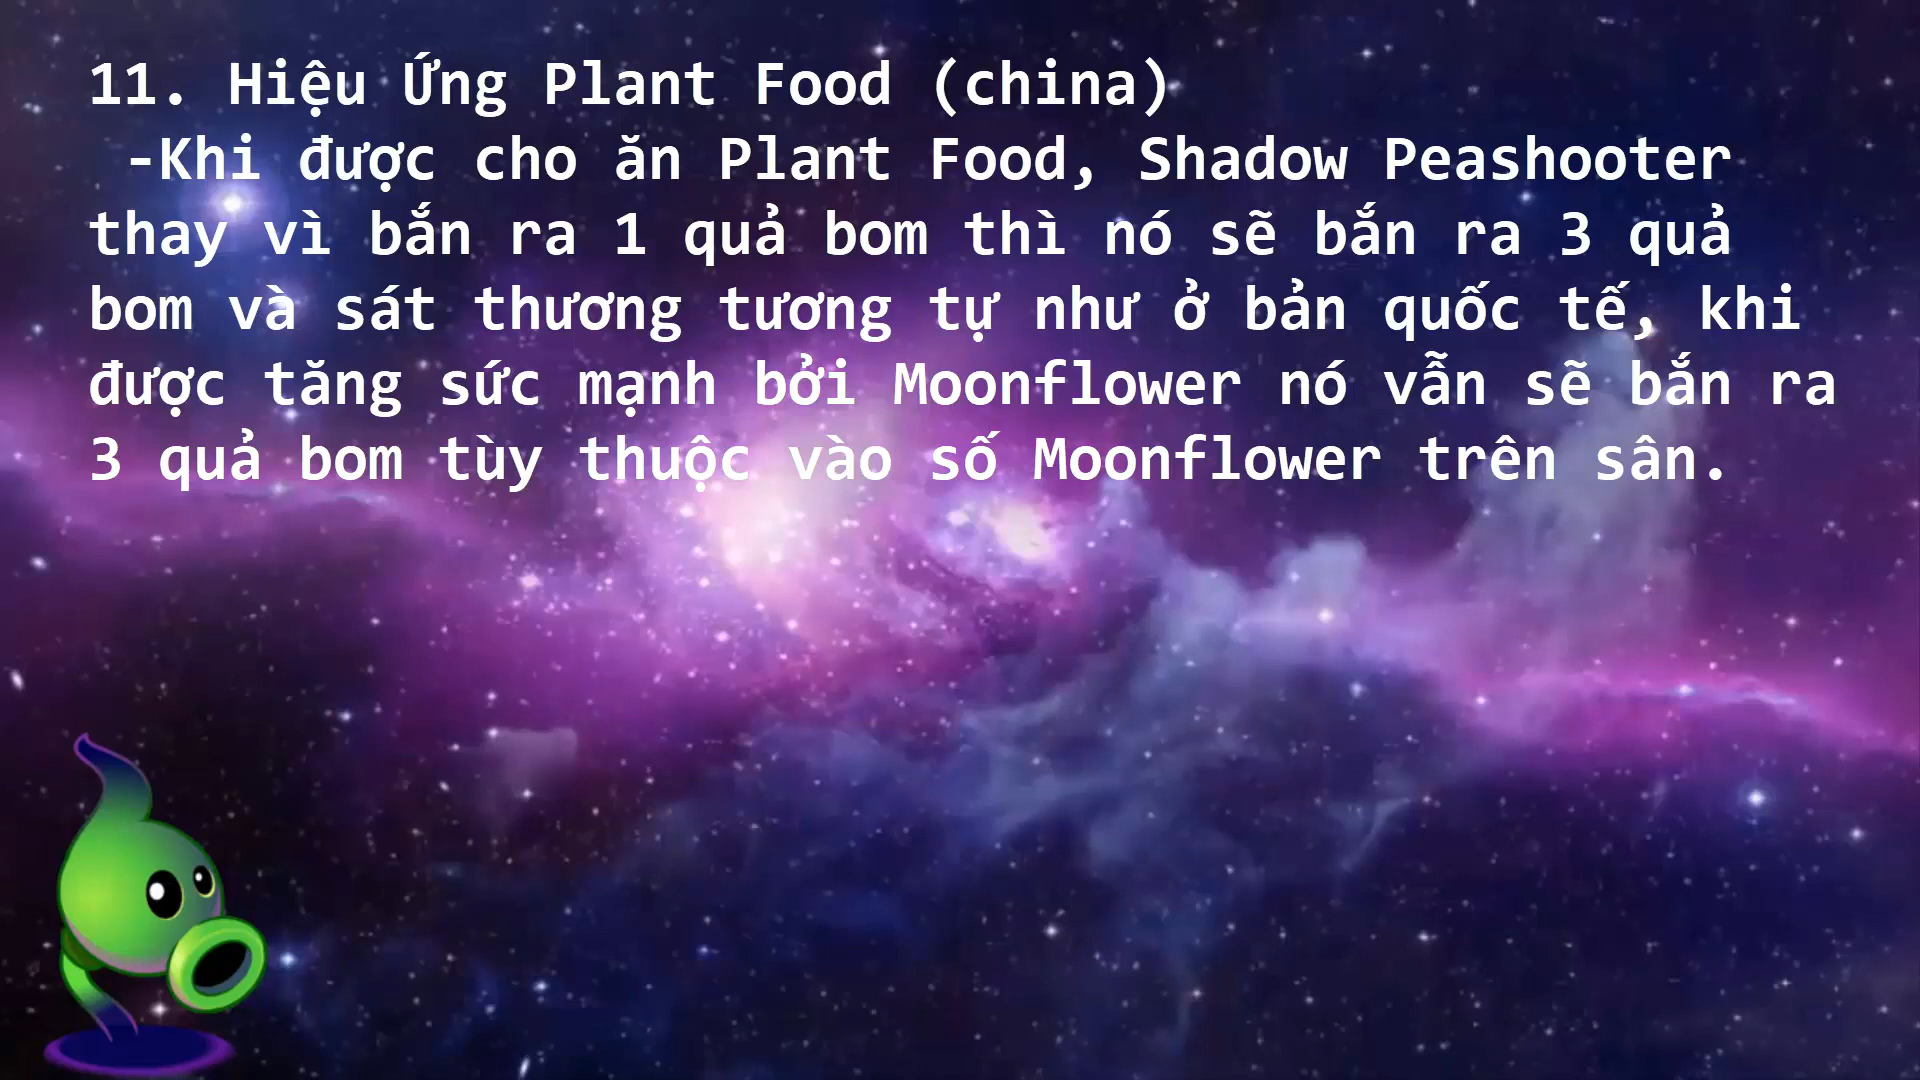 11. Hiệu Ứng Plant Food (china)
-Khi được cho ăn Plant Food, Shadow Peashooter
thay vì bắn ra 1 quả bom thì nó sẽ bắn ra 3 quả
bom và sát thương tương tự như ở bản quốc tế, khi
được tăng sức mạnh bởi Moonflower nó vẫn sẽ bắn ra
3 quả bom tùy thuộc vào số Moonflower trên sân.